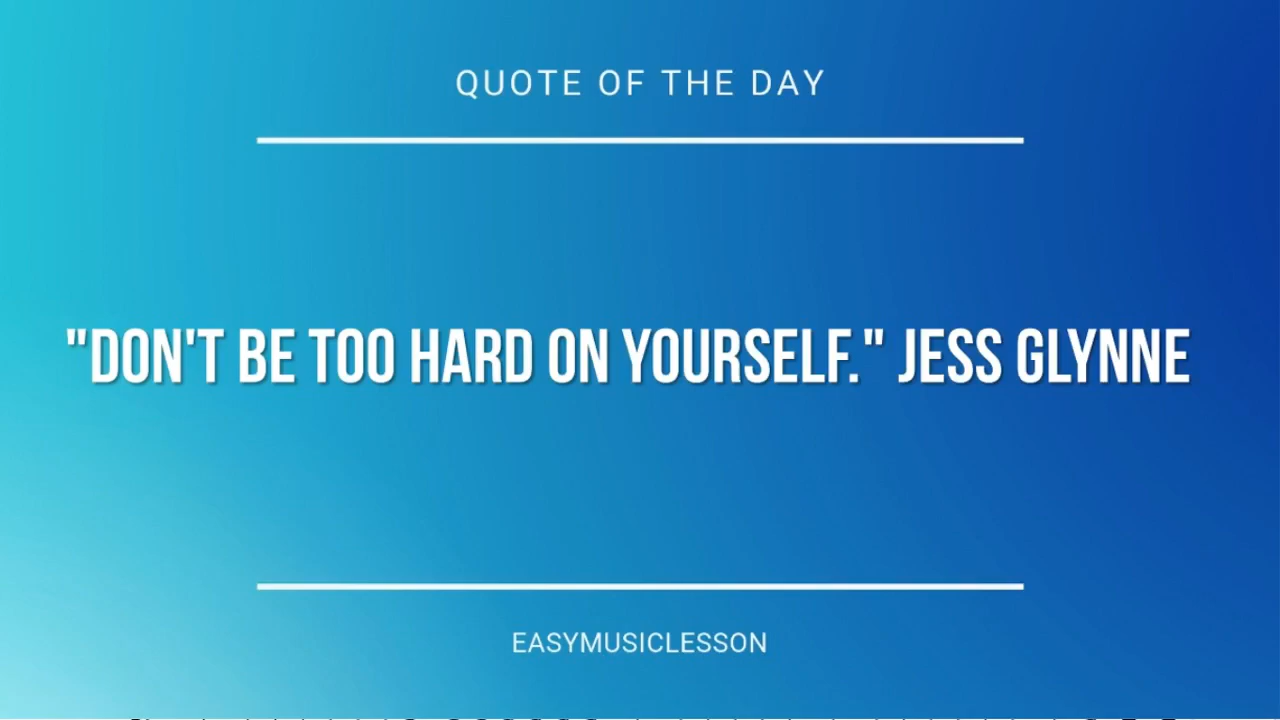 QUOTE OF THE DAY
"DON'T BE TOO HARD ON YOURSELF." JESS GLYNNE
EASYMUSICLESSON